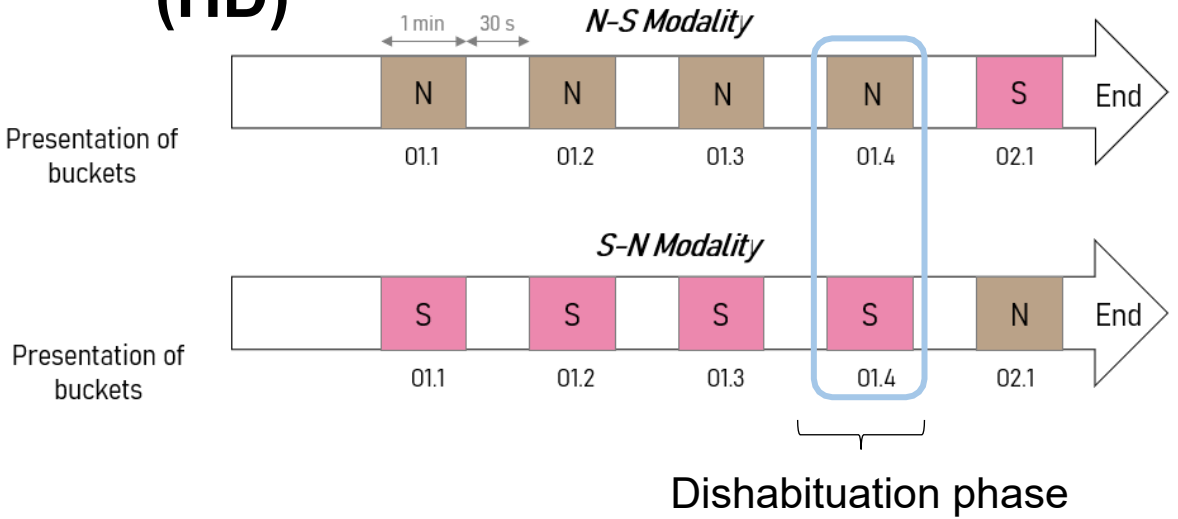 (HD)
1 min 30 s
N-S Modality
N N N N S End
Presentation of
buckets
01.1 01.2 01.3 01.4 02.1
S-N Modality
S S S S N End
Presentation of
buckets
01.1 01.2 01.3 01.4 02.1
Dishabituation phase